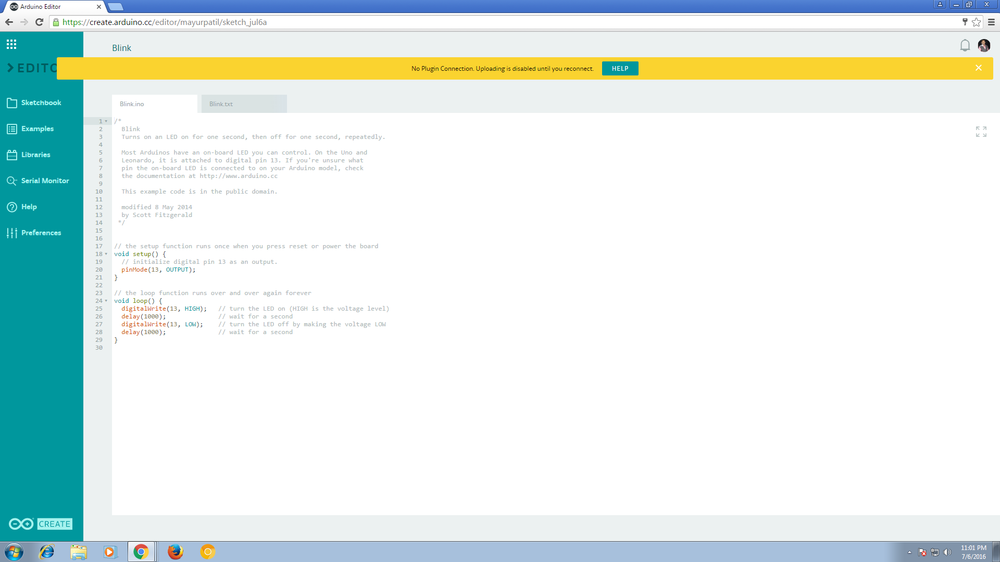 Arduino Editor
https://create.arduino.cc/editor/mayurpatil/sketch_jul6a
Blink
EDITO
No Plugin Connection. Uploading is disabled until you reconnect. HELP
Sketchbook
Examples
Libraries
Serial Monitor
Help
Preferences
Blink.ino Blink.txt
1 /*
2 Blink
3 Turns on an LED on for one second, then off for one second, repeatedly.
4
5 Most Arduinos have an on-board LED you can control. On the Uno and
6 Leonardo, it is attached to digital pin 13. If you're unsure what
7 pin the on-board LED is connected to on your Arduino model, check
8 the documentation at http://www.arduino.cc
9
10 This example code is in the public domain.
11
12 modified 8 May 2014
13 by Scott Fitzgerald
14 */
15
16
17 // the setup function runs once when you press reset or power the board
18 void setup() {
19 // initialize digital pin 13 as an output.
20 pinMode(13, OUTPUT);
21 }
22
23 // the loop function runs over and over again forever
24 void loop() {
25 digitalWrite(13, HIGH); // turn the LED on (HIGH is the voltage level)
26 delay(1000); // wait for a second
27 digitalWrite(13, LOW); // turn the LED off by making the voltage LOW
28 delay(1000); // wait for a second
29 }
30
CREATE
11:01 PM
7/6/2016